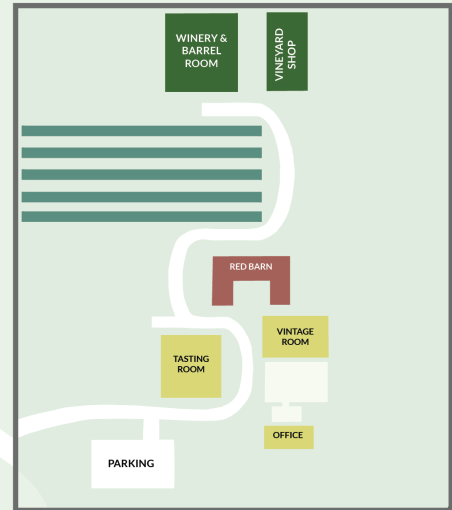 WINERY &
BARREL
ROOM
VINEYARD
SHOP
RED BARN
VINTAGE
ROOM
TASTING
ROOM
OFFICE
PARKING